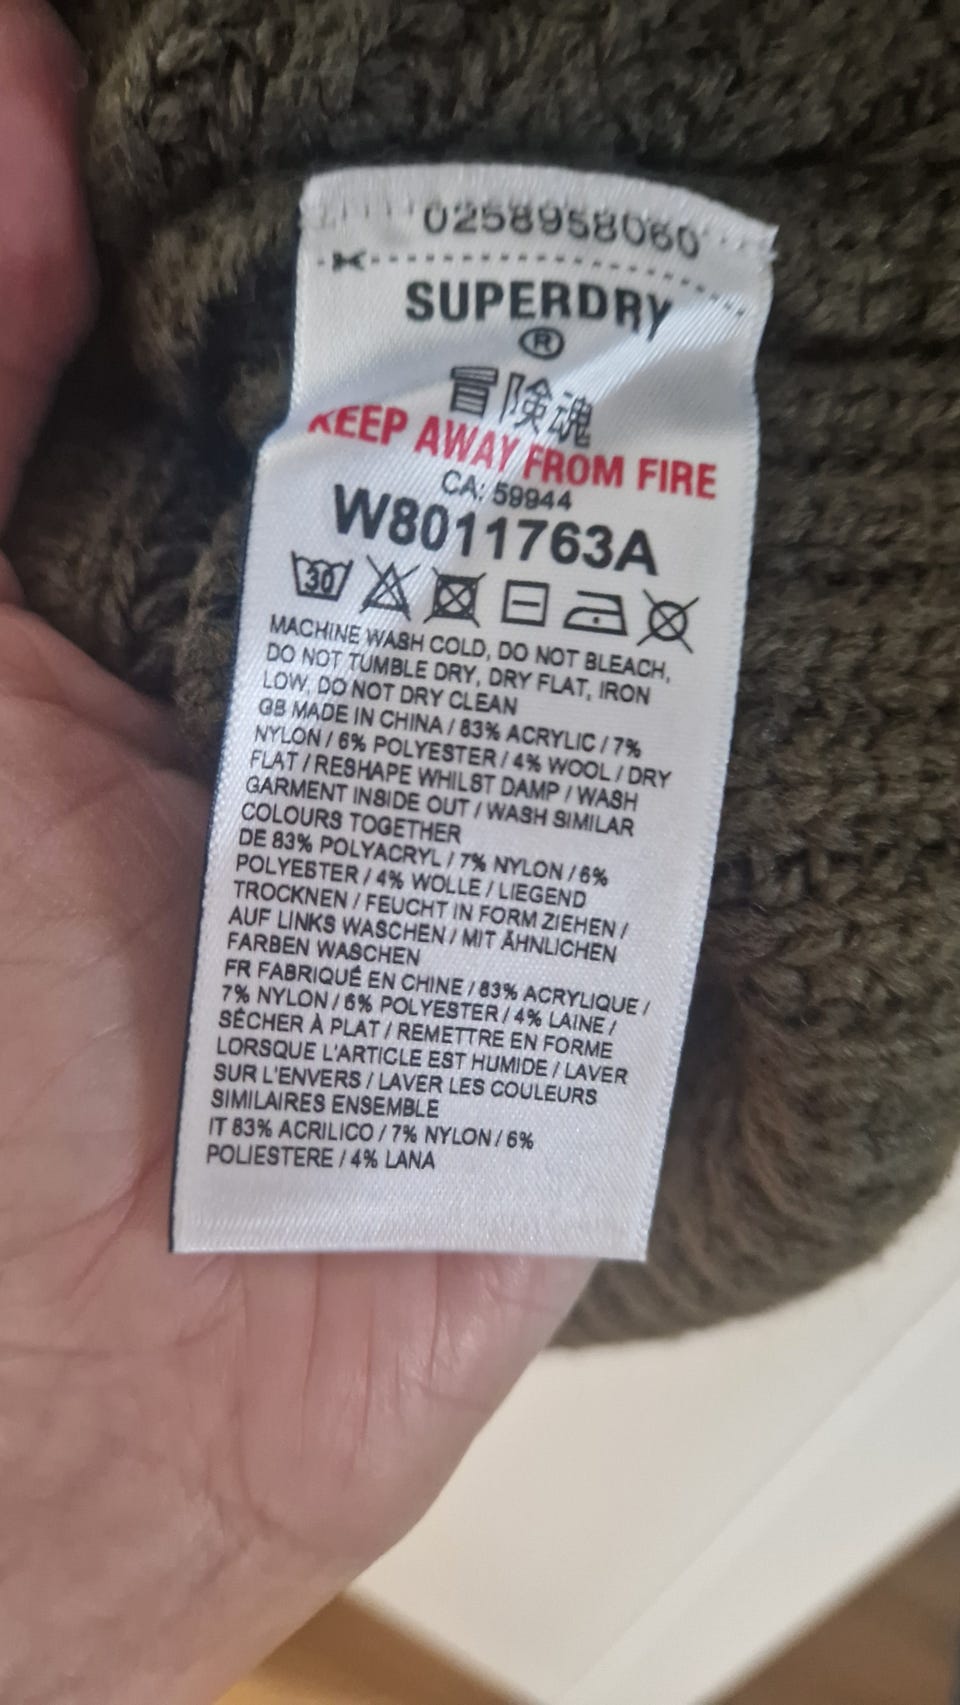 0258958060
SUPERDRY
®
冒険魂
KEEP AWAY FROM FIRE
CA: 59944
W8011763A
30
MACHINE WASH COLD, DO NOT BLEACH,
DO NOT TUMBLE DRY, DRY FLAT, IRON
LOW, DO NOT DRY CLEAN
GB MADE IN CHINA / 83% ACRYLIC / 7%
NYLON / 6% POLYESTER / 4% WOOL / DRY
FLAT / RESHAPE WHILST DAMP / WASH
GARMENT INSIDE OUT / WASH SIMILAR
COLOURS TOGETHER
DE 83% POLYACRYL / 7% NYLON / 6%
POLYESTER / 4% WOLLE / LIEGEND
TROCKNEN / FEUCHT IN FORM ZIEHEN /
AUF LINKS WASCHEN / MIT ÄHNLICHEN
FARBEN WASCHEN
FR FABRIQUÉ EN CHINE / 83% ACRYLIQUE /
7% NYLON / 6% POLYESTER / 4% LAINE /
SÉCHER À PLAT / REMETTRE EN FORME
LORSQUE L'ARTICLE EST HUMIDE / LAVER
SUR L'ENVERS / LAVER LES COULEURS
SIMILAIRES ENSEMBLE
IT 83% ACRILICO / 7% NYLON / 6%
POLIESTERE / 4% LANA